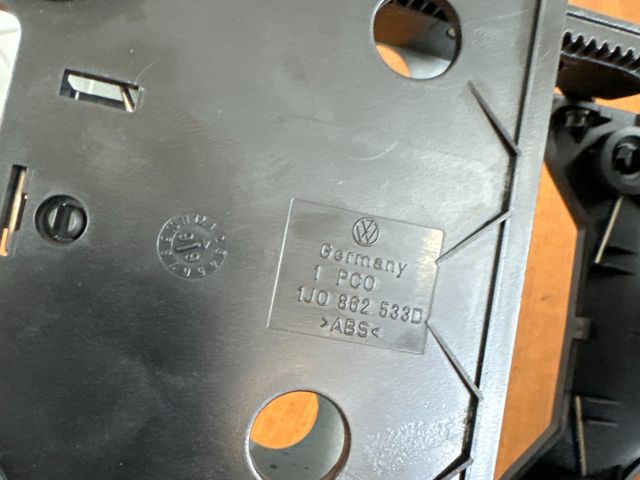 Germany
1 PCO
1J0 862 533D
>ABS<